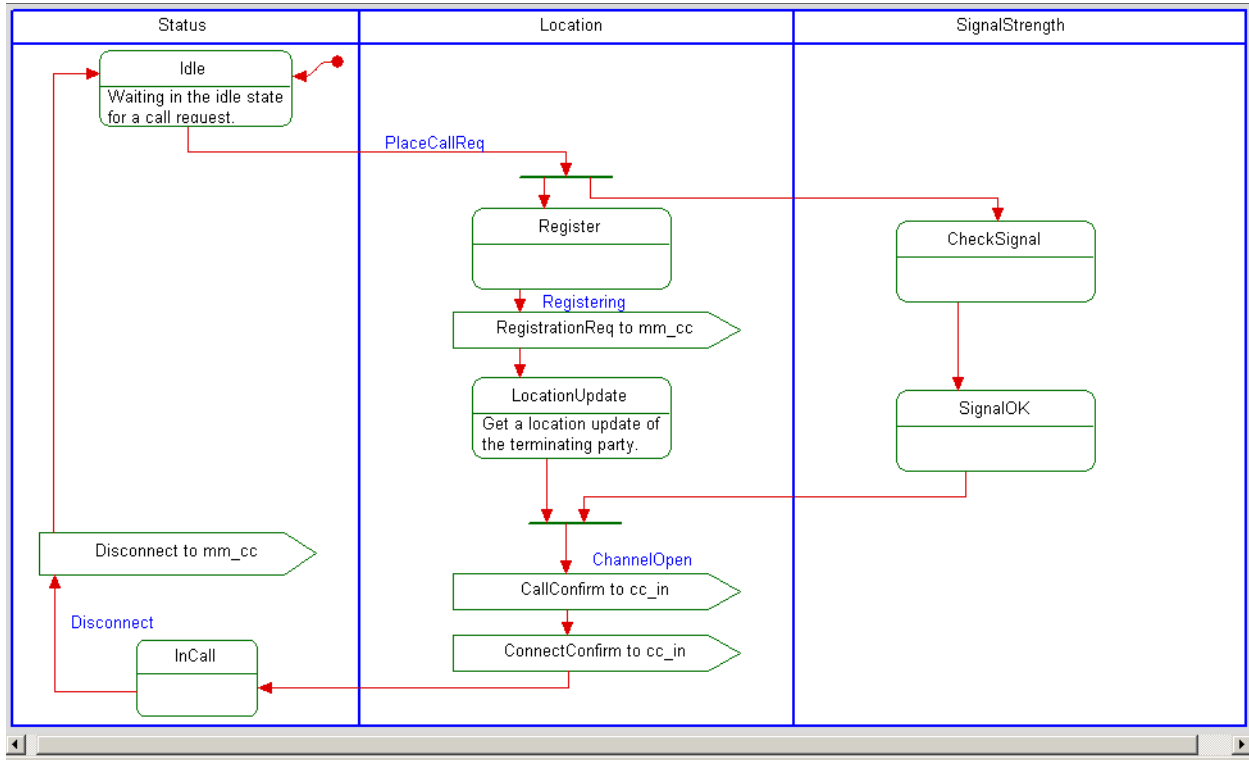 Status
Location
SignalStrength
Idle
Waiting in the idle state
for a call request.
PlaceCallReq
Register
CheckSignal
Registering
RegistrationReq to mm_cc
LocationUpdate
Get a location update of
the terminating party.
SignalOK
Disconnect to mm_cc
ChannelOpen
CallConfirm to cc_in
Disconnect
ConnectConfirm to cc_in
InCall